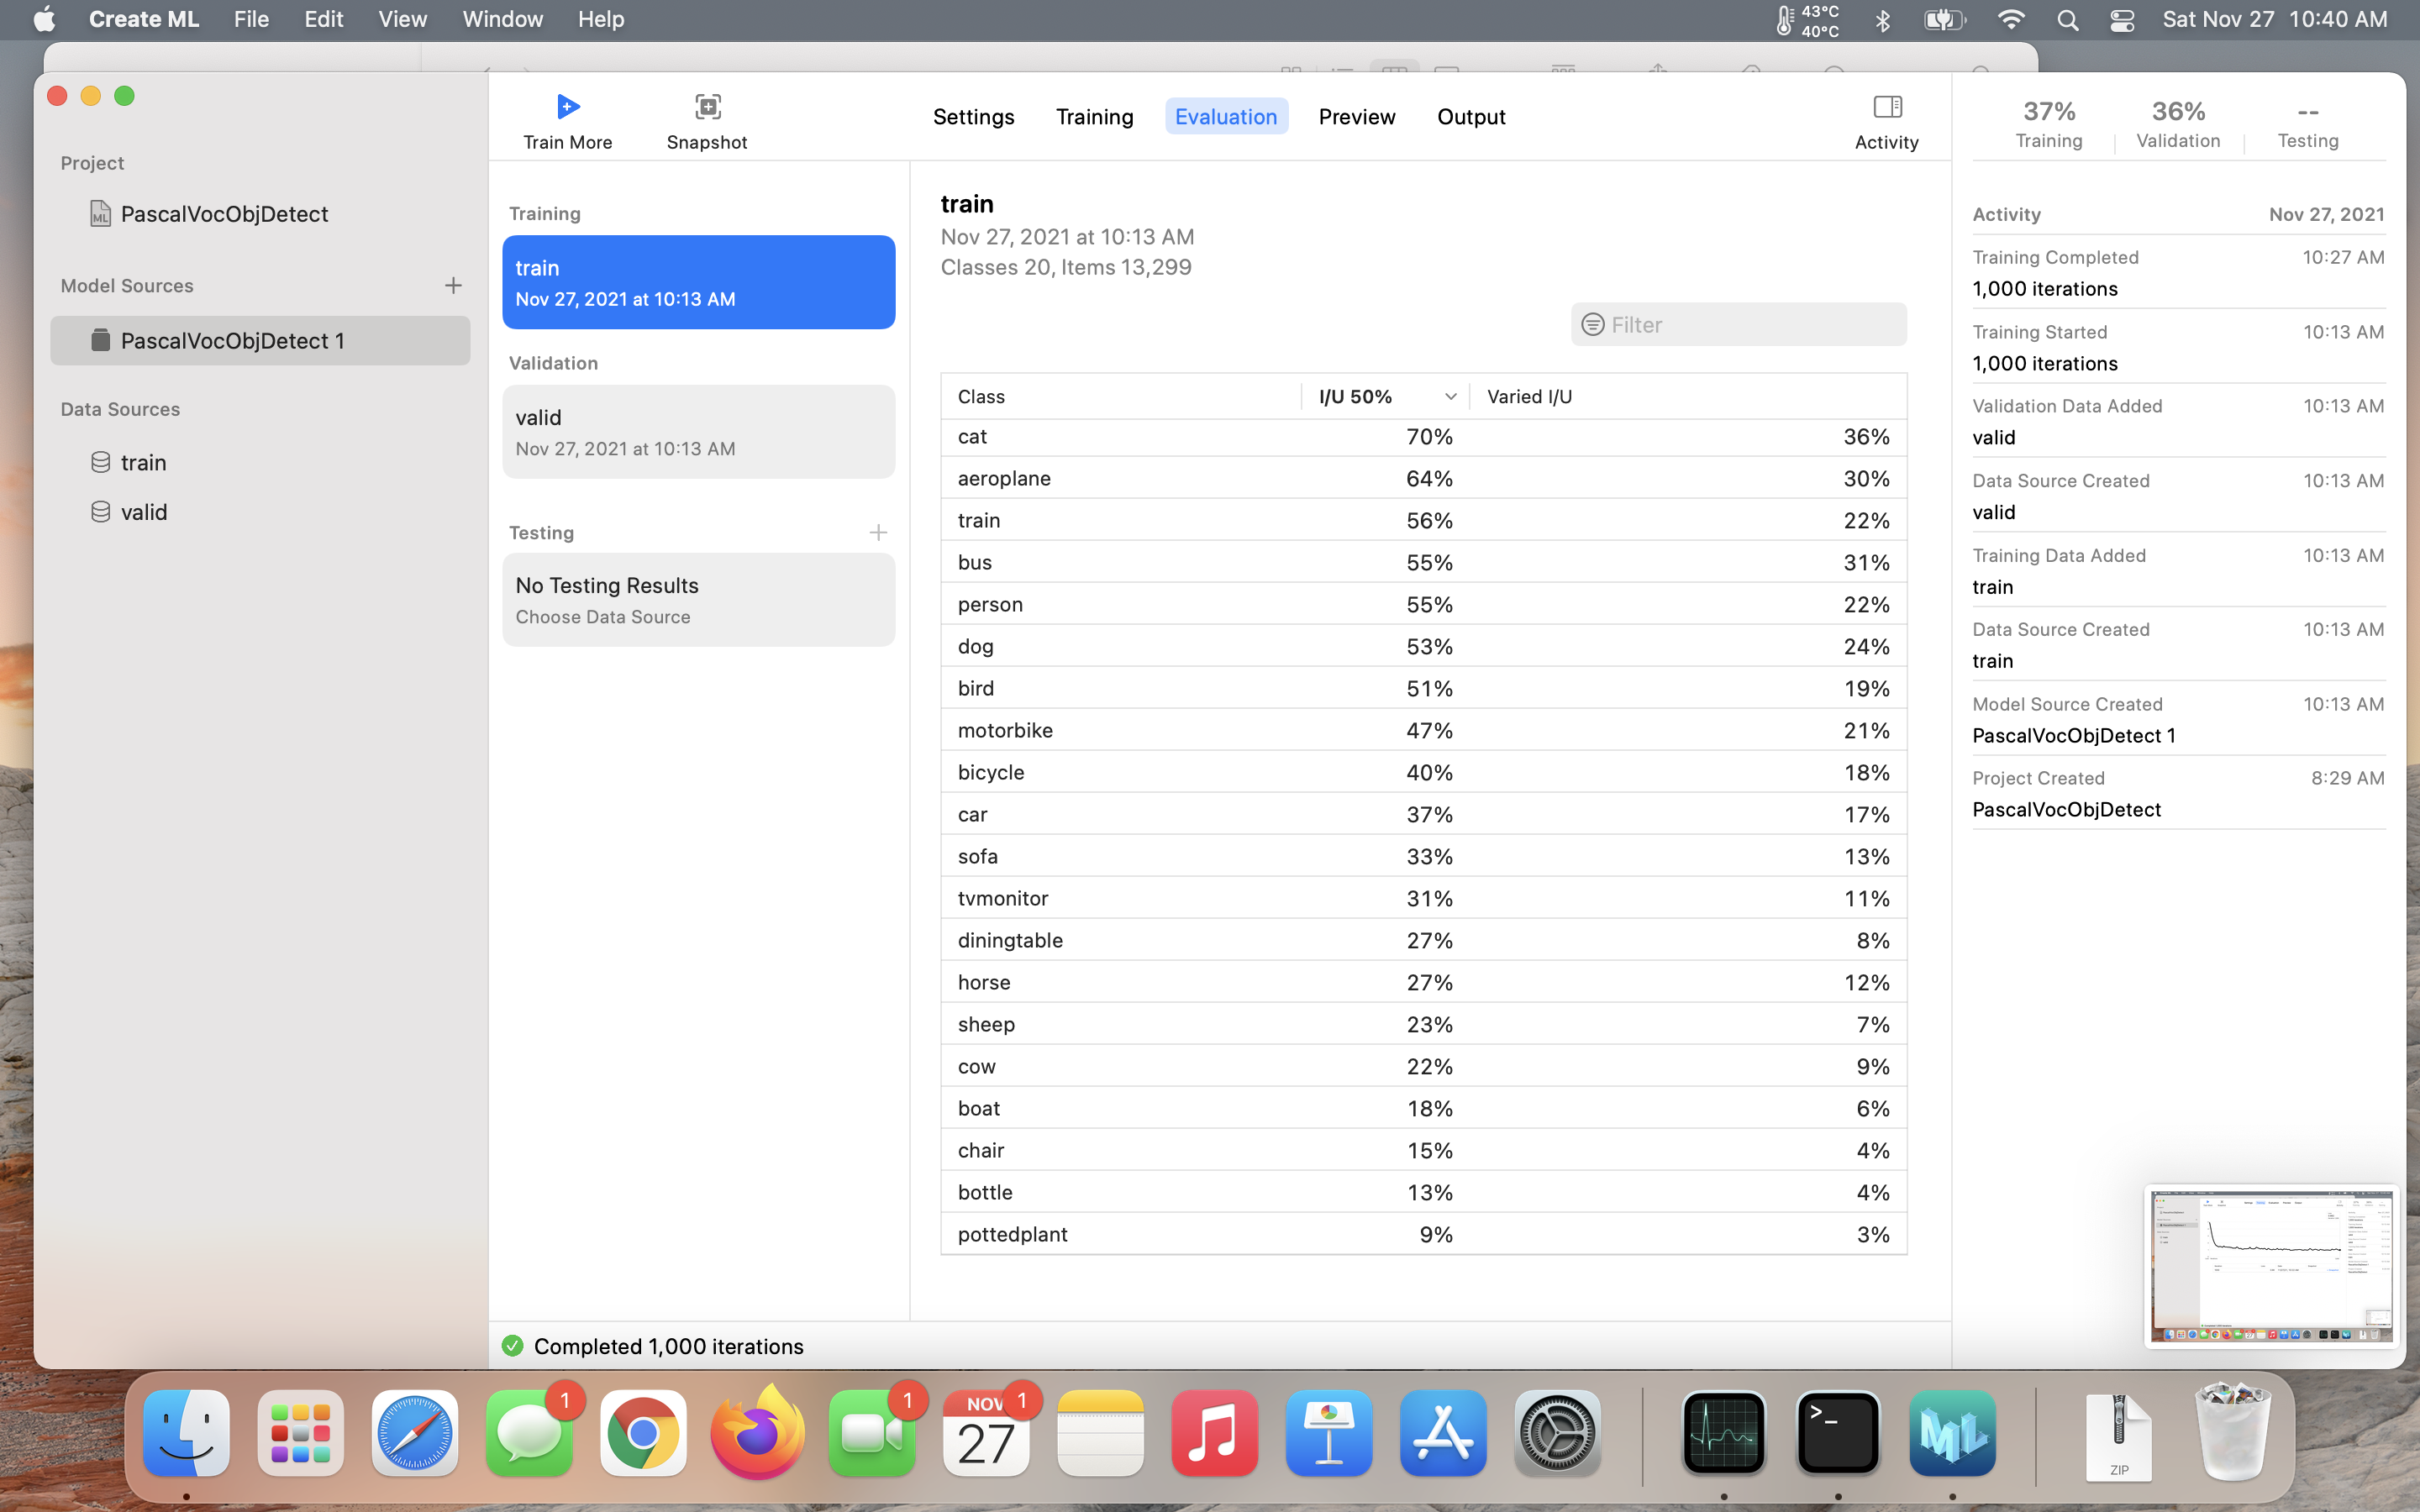 Create ML File Edit View Window Help 43°C 40°C Sat Nov 27 10:40 AM
Train More Snapshot Settings Training Evaluation Preview Output Activity
37% 36% --
Training Validation Testing
Project
PascalVocObjDetect
Model Sources
PascalVocObjDetect 1
Data Sources
train
valid
Training
train
Nov 27, 2021 at 10:13 AM
Validation
valid
Nov 27, 2021 at 10:13 AM
Testing
No Testing Results
Choose Data Source
train
Nov 27, 2021 at 10:13 AM
Classes 20, Items 13,299
Filter
Class I/U 50% Varied I/U
cat 70% 36%
aeroplane 64% 30%
train 56% 22%
bus 55% 31%
person 55% 22%
dog 53% 24%
bird 51% 19%
motorbike 47% 21%
bicycle 40% 18%
car 37% 17%
sofa 33% 13%
tvmonitor 31% 11%
diningtable 27% 8%
horse 27% 12%
sheep 23% 7%
cow 22% 9%
boat 18% 6%
chair 15% 4%
bottle 13% 4%
pottedplant 9% 3%
Completed 1,000 iterations
Activity Nov 27, 2021
Training Completed 10:27 AM
1,000 iterations
Training Started 10:13 AM
1,000 iterations
Validation Data Added 10:13 AM
valid
Data Source Created 10:13 AM
valid
Training Data Added 10:13 AM
train
Data Source Created 10:13 AM
train
Model Source Created 10:13 AM
PascalVocObjDetect 1
Project Created 8:29 AM
PascalVocObjDetect
1 1 NOV 1
27
>_
ML
ZIP